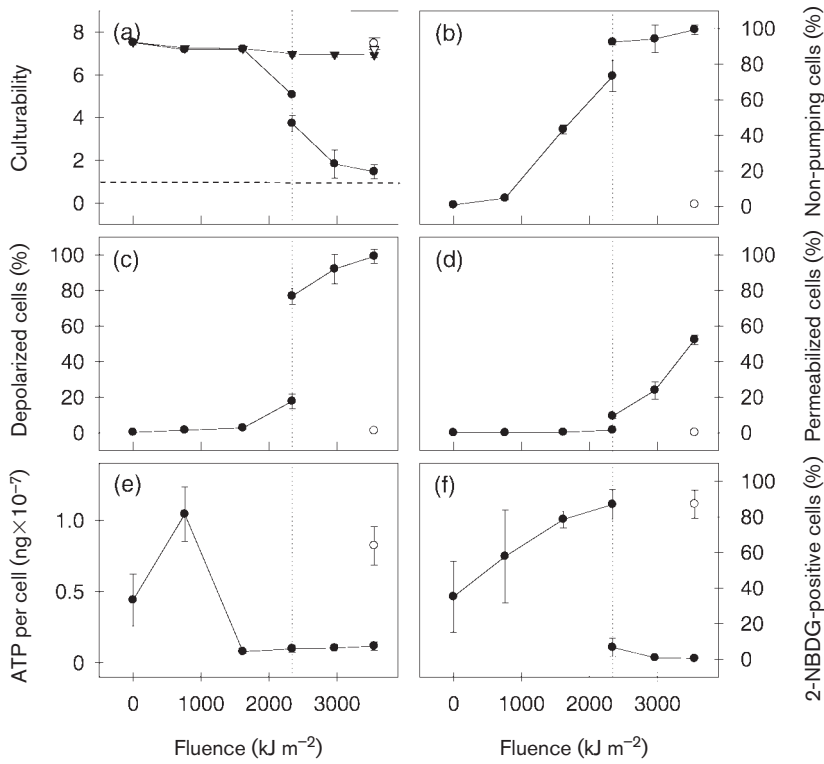 (a)
8
6
4
2
0
Culturability
(b)
100
80
60
40
20
0
Non-pumping cells (%)
(c)
100
80
60
40
20
0
Depolarized cells (%)
(d)
100
80
60
40
20
0
Permeabilized cells (%)
(e)
1.0
0.5
0
ATP per cell (ng×10⁻⁷)
(f)
100
80
60
40
20
0
2-NBDG-positive cells (%)
0 1000 2000 3000
0 1000 2000 3000
Fluence (kJ m⁻²)
Fluence (kJ m⁻²)